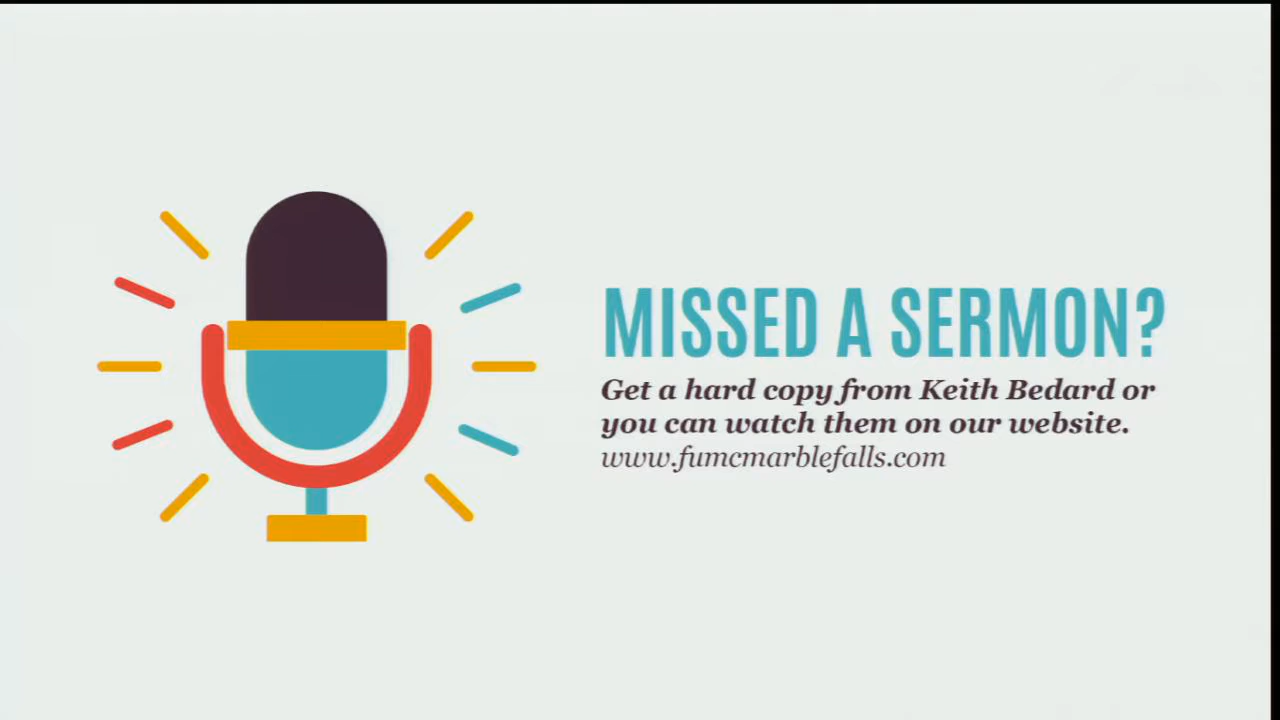 MISSED A SERMON?
Get a hard copy from Keith Bedard or
you can watch them on our website.
www.fumcmarblefalls.com